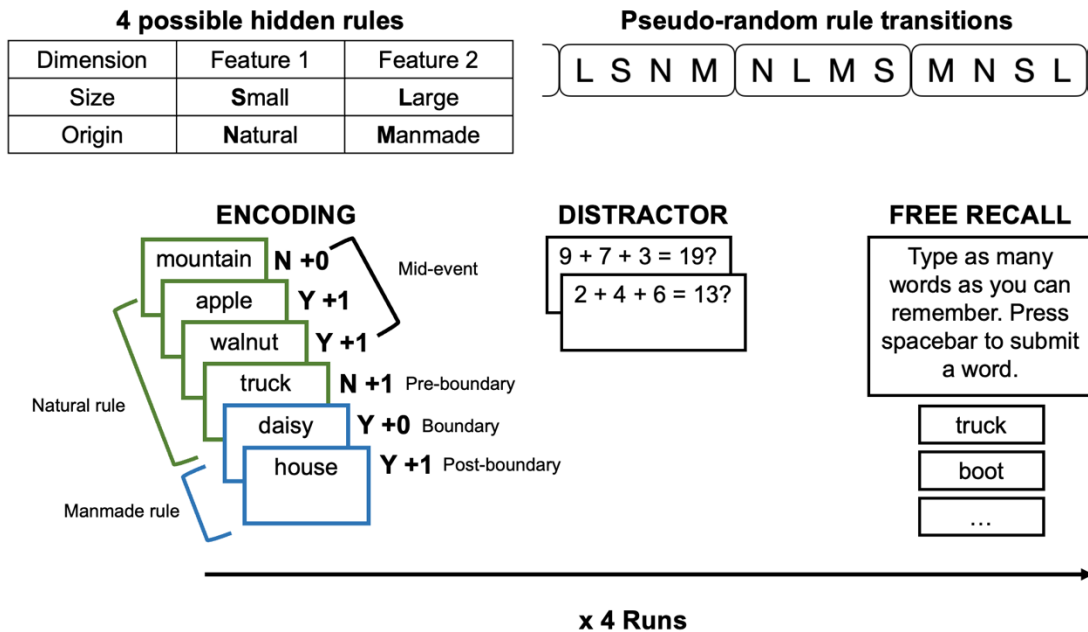 4 possible hidden rules
Dimension Feature 1 Feature 2
Size Small Large
Origin Natural Manmade
Pseudo-random rule transitions
L S N M N L M S M N S L
ENCODING
mountain N +0
Mid-event
apple Y +1
walnut Y +1
truck N +1 Pre-boundary
Natural rule
daisy Y +0 Boundary
house Y +1 Post-boundary
Manmade rule
DISTRACTOR
9 + 7 + 3 = 19?
2 + 4 + 6 = 13?
FREE RECALL
Type as many
words as you can
remember. Press
spacebar to submit
a word.
truck
boot
...
x 4 Runs